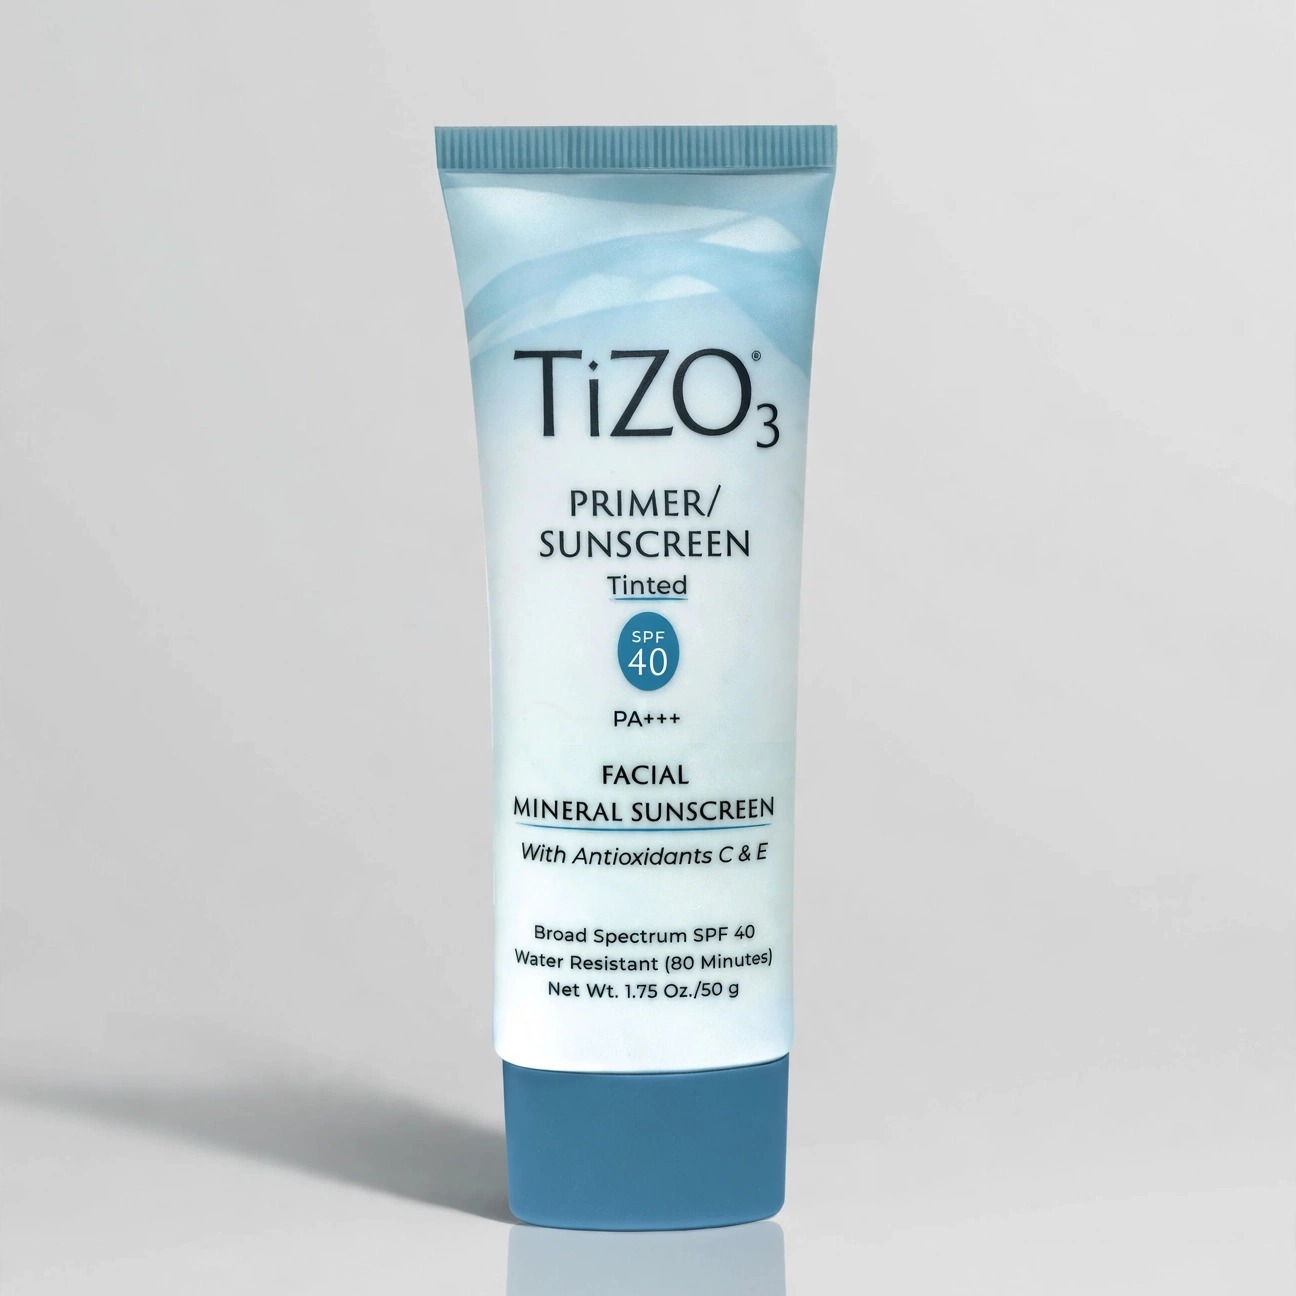 TiZO®3
PRIMER/
SUNSCREEN
Tinted
SPF
40
PA+++
FACIAL
MINERAL SUNSCREEN
With Antioxidants C & E
Broad Spectrum SPF 40
Water Resistant (80 Minutes)
Net Wt. 1.75 Oz./50 g